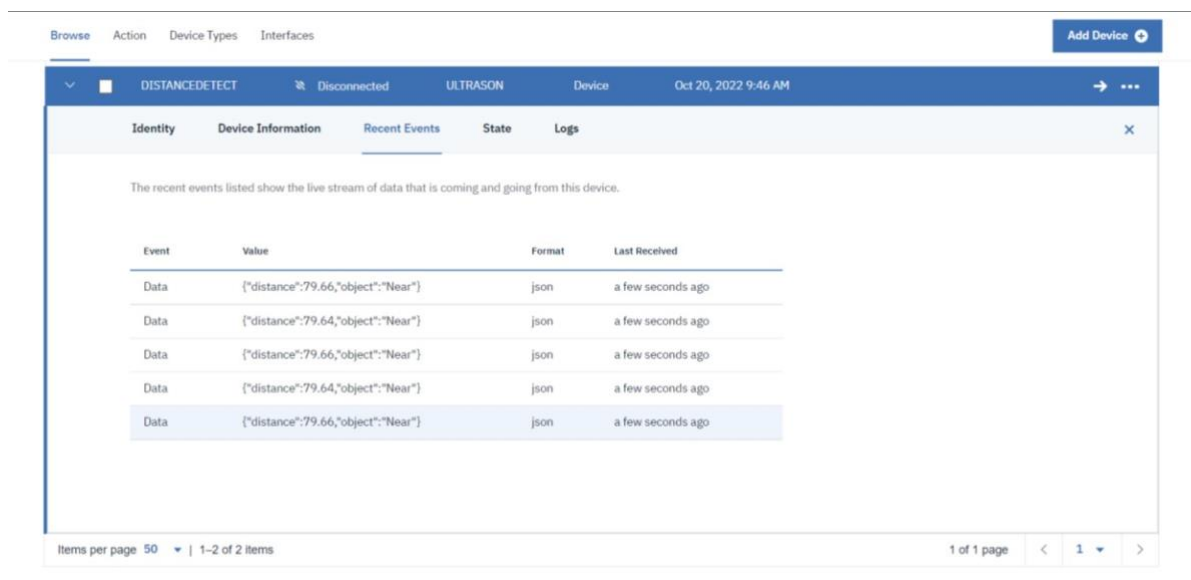 Browse Action Device Types Interfaces Add Device
DISTANCEDETECT Disconnected ULTRASON Device Oct 20, 2022 9:46 AM
Identity Device Information Recent Events State Logs
The recent events listed show the live stream of data that is coming and going from this device.
Event Value Format Last Received
Data {"distance":79.66,"object":"Near"} json a few seconds ago
Data {"distance":79.64,"object":"Near"} json a few seconds ago
Data {"distance":79.66,"object":"Near"} json a few seconds ago
Data {"distance":79.64,"object":"Near"} json a few seconds ago
Data {"distance":79.66,"object":"Near"} json a few seconds ago
Items per page 50 | 1–2 of 2 items 1 of 1 page < 1 >